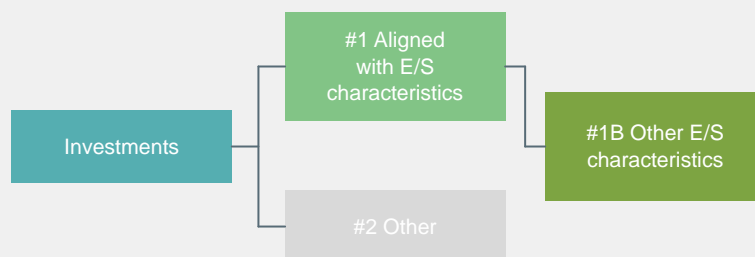 #1 Aligned
with E/S
characteristics
Investments
#1B Other E/S
characteristics
#2 Other